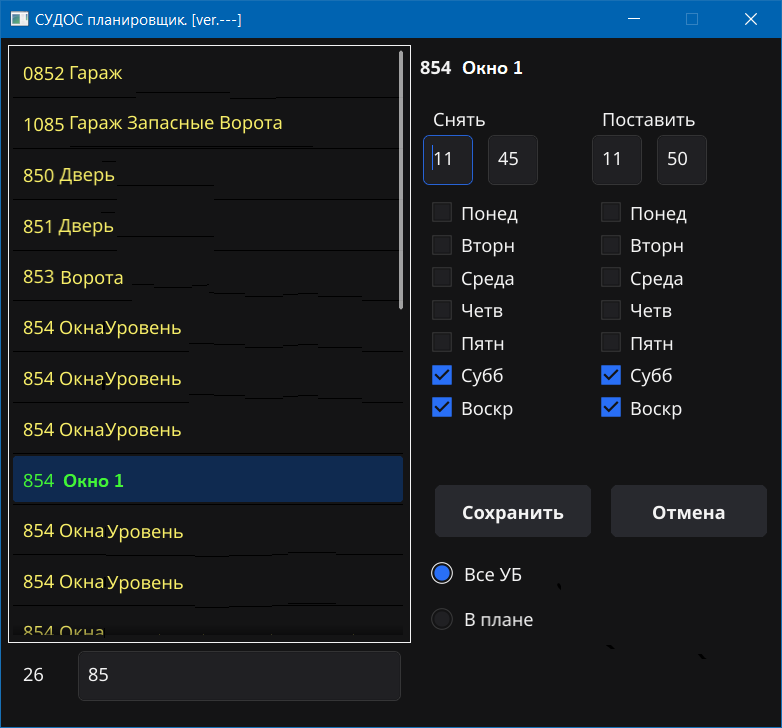 СУДОС планировщик. [ver.---]
0852 Гараж
1085 Гараж Запасные Ворота
850 Дверь
851 Дверь
853 Ворота
854 ОкнаУровень
854 ОкнаУровень
854 ОкнаУровень
854 Окно 1
854 Окна Уровень
854 Окна Уровень
854 Окна
26 85
854 Окно 1
Снять Поставить
11 45 11 50
Понед Понед
Вторн Вторн
Среда Среда
Четв Четв
Пятн Пятн
Субб Субб
Воскр Воскр
Сохранить Отмена
Все УБ
В плане